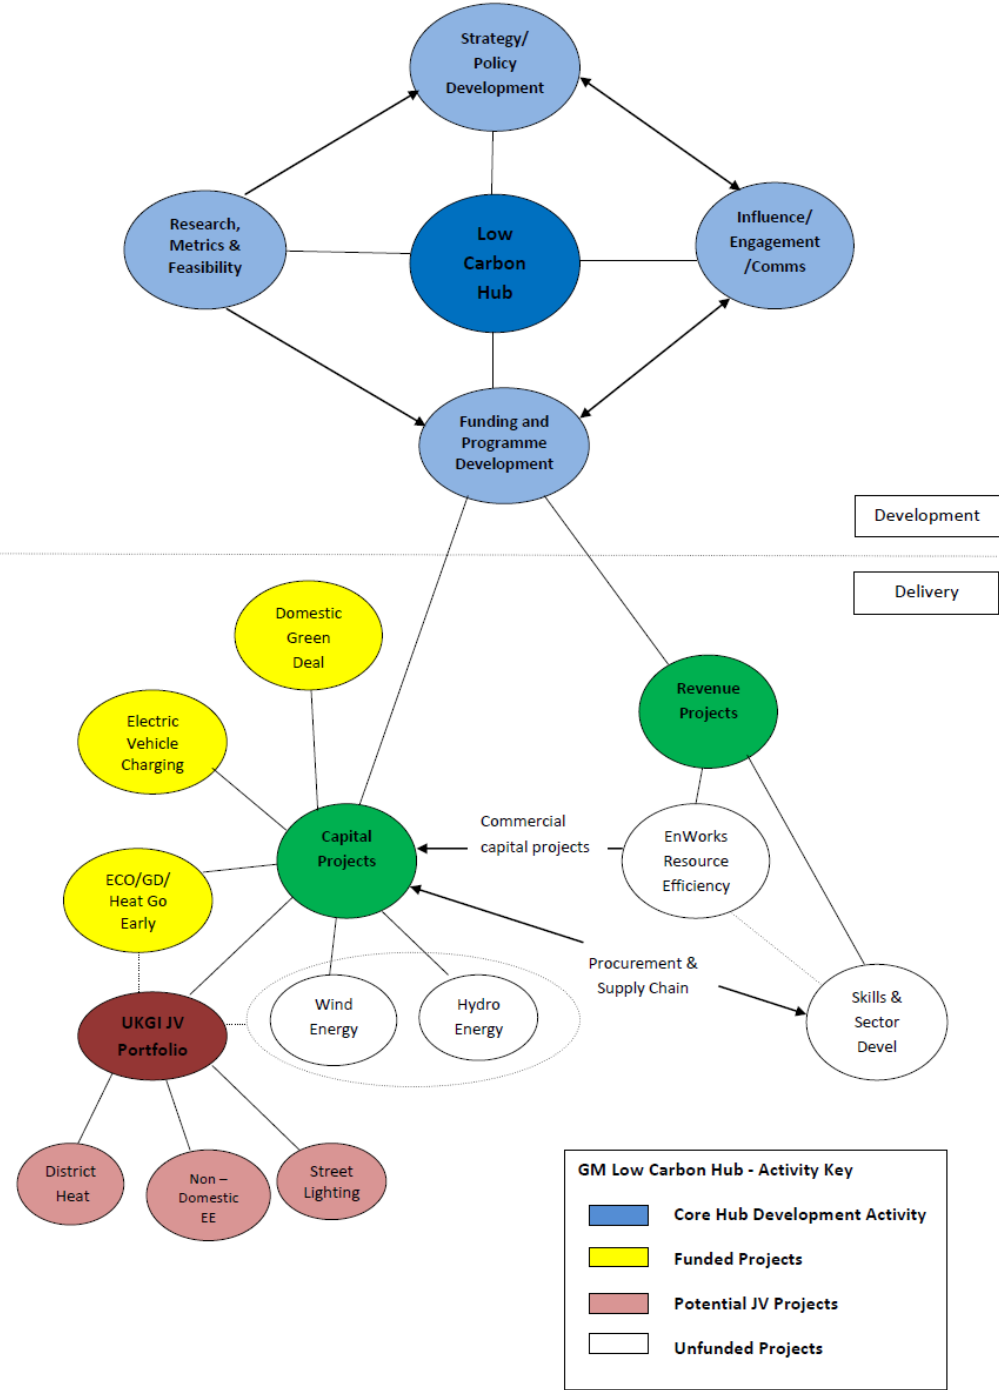 Strategy/
Policy
Development
Research,
Metrics &
Feasibility
Low
Carbon
Hub
Influence/
Engagement
/Comms
Funding and
Programme
Development
Development
Delivery
Domestic
Green
Deal
Electric
Vehicle
Charging
Revenue
Projects
Capital
Projects
Commercial
capital projects
EnWorks
Resource
Efficiency
ECO/GD/
Heat Go
Early
Procurement &
Supply Chain
Wind
Energy
Hydro
Energy
Skills &
Sector
Devel
UKGI JV
Portfolio
District
Heat
Non –
Domestic
EE
Street
Lighting
GM Low Carbon Hub - Activity Key
Core Hub Development Activity
Funded Projects
Potential JV Projects
Unfunded Projects